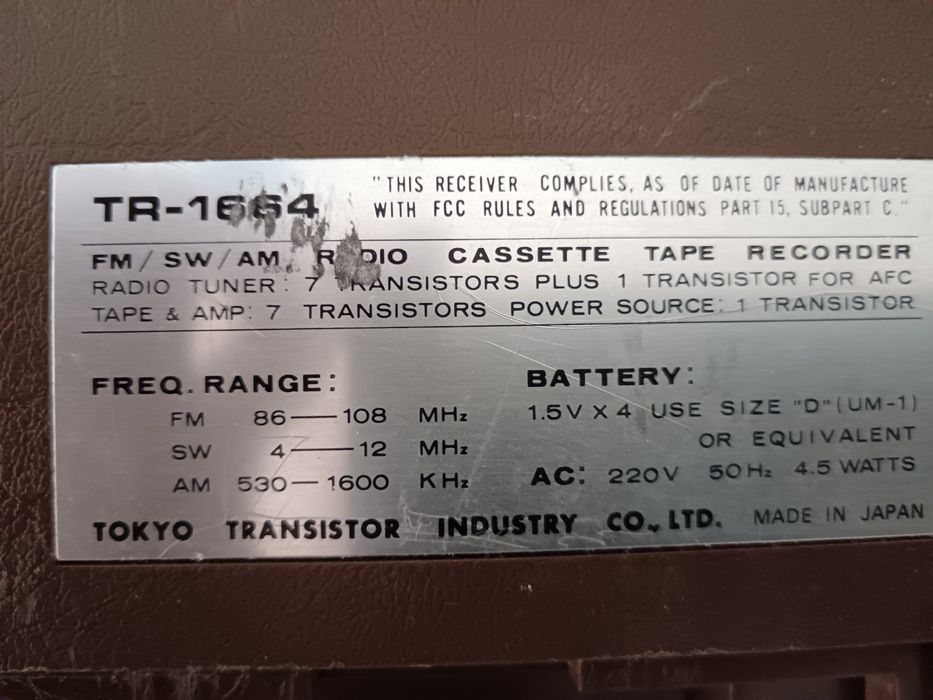 TR-1664
"THIS RECEIVER COMPLIES, AS OF DATE OF MANUFACTURE
WITH FCC RULES AND REGULATIONS PART 15, SUBPART C."
FM/SW/AM RADIO CASSETTE TAPE RECORDER
RADIO TUNER: 7 TRANSISTORS PLUS 1 TRANSISTOR FOR AFC
TAPE & AMP: 7 TRANSISTORS POWER SOURCE: 1 TRANSISTOR
FREQ. RANGE:
FM 86—108 MHz
SW 4—12 MHz
AM 530—1600 KHz
BATTERY:
1.5V X 4 USE SIZE "D" (UM-1)
OR EQUIVALENT
AC: 220V 50Hz 4.5 WATTS
TOKYO TRANSISTOR INDUSTRY CO., LTD. MADE IN JAPAN